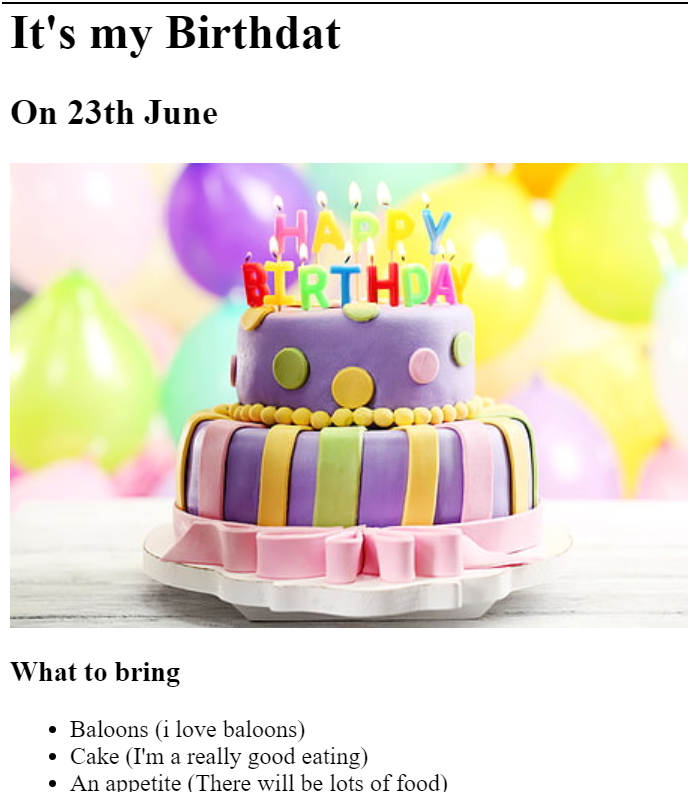 It's my Birthdat
On 23th June
HAPPY
BIRTHDAY
What to bring
Baloons (i love baloons)
Cake (I'm a really good eating)
An appetite (There will be lots of food)